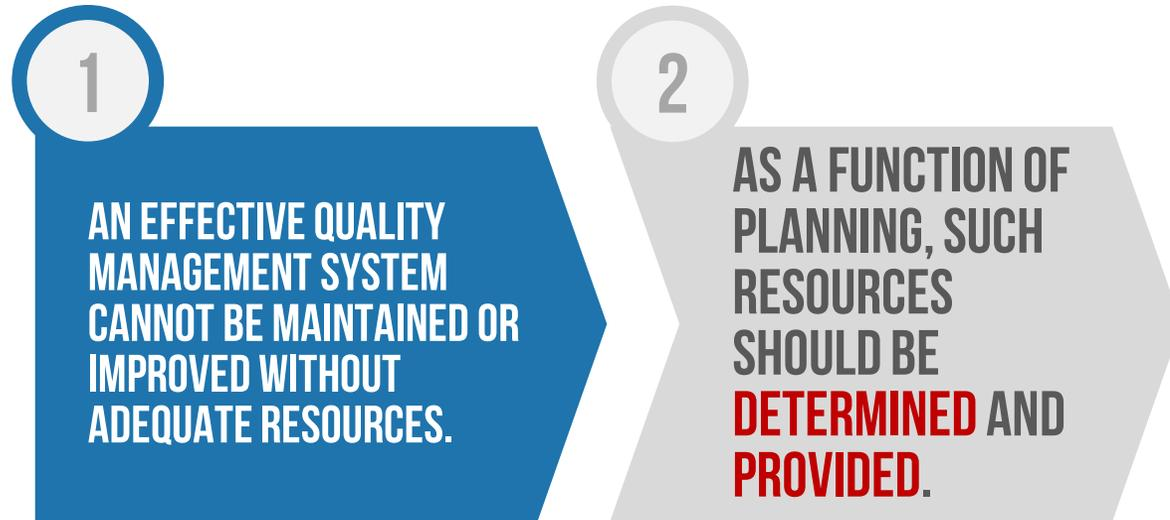 1
AN EFFECTIVE QUALITY
MANAGEMENT SYSTEM
CANNOT BE MAINTAINED OR
IMPROVED WITHOUT
ADEQUATE RESOURCES.
2
AS A FUNCTION OF
PLANNING, SUCH
RESOURCES
SHOULD BE
DETERMINED AND
PROVIDED.